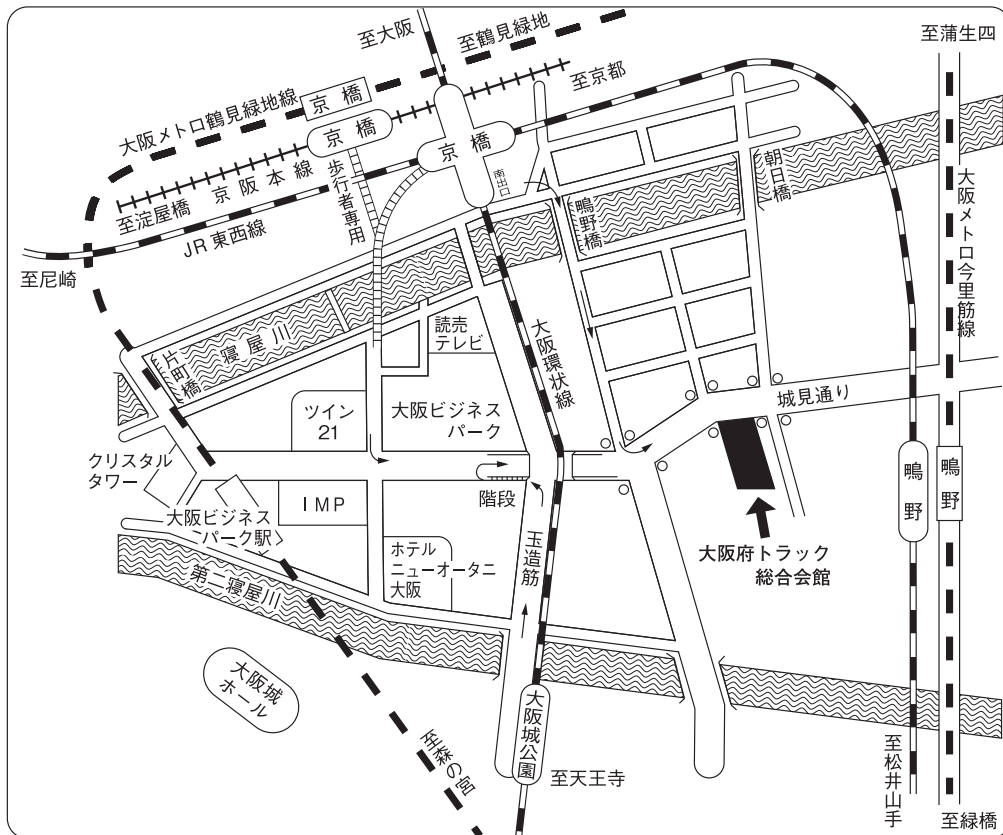 至大阪
至鶴見緑地
至蒲生四
至京都
大阪メトロ鶴見緑地線
京橋
京橋
京橋
京阪本線
至淀屋橋
歩行者専用
南出口
鴫野橋
朝日橋
JR東西線
至尼崎
大阪メトロ今里筋線
読売
テレビ
大阪環状線
寝屋川
片町橋
城見通り
ツイン
21
大阪ビジネス
パーク
クリスタル
タワー
IMP
階段
鴫野
鴫野
大阪ビジネス
パーク駅
玉造筋
大阪府トラック
総合会館
ホテル
ニューオータニ
大阪
第二寝屋川
大阪城
ホール
大阪城公園
至森の宮
至天王寺
至松井山手
至緑橋